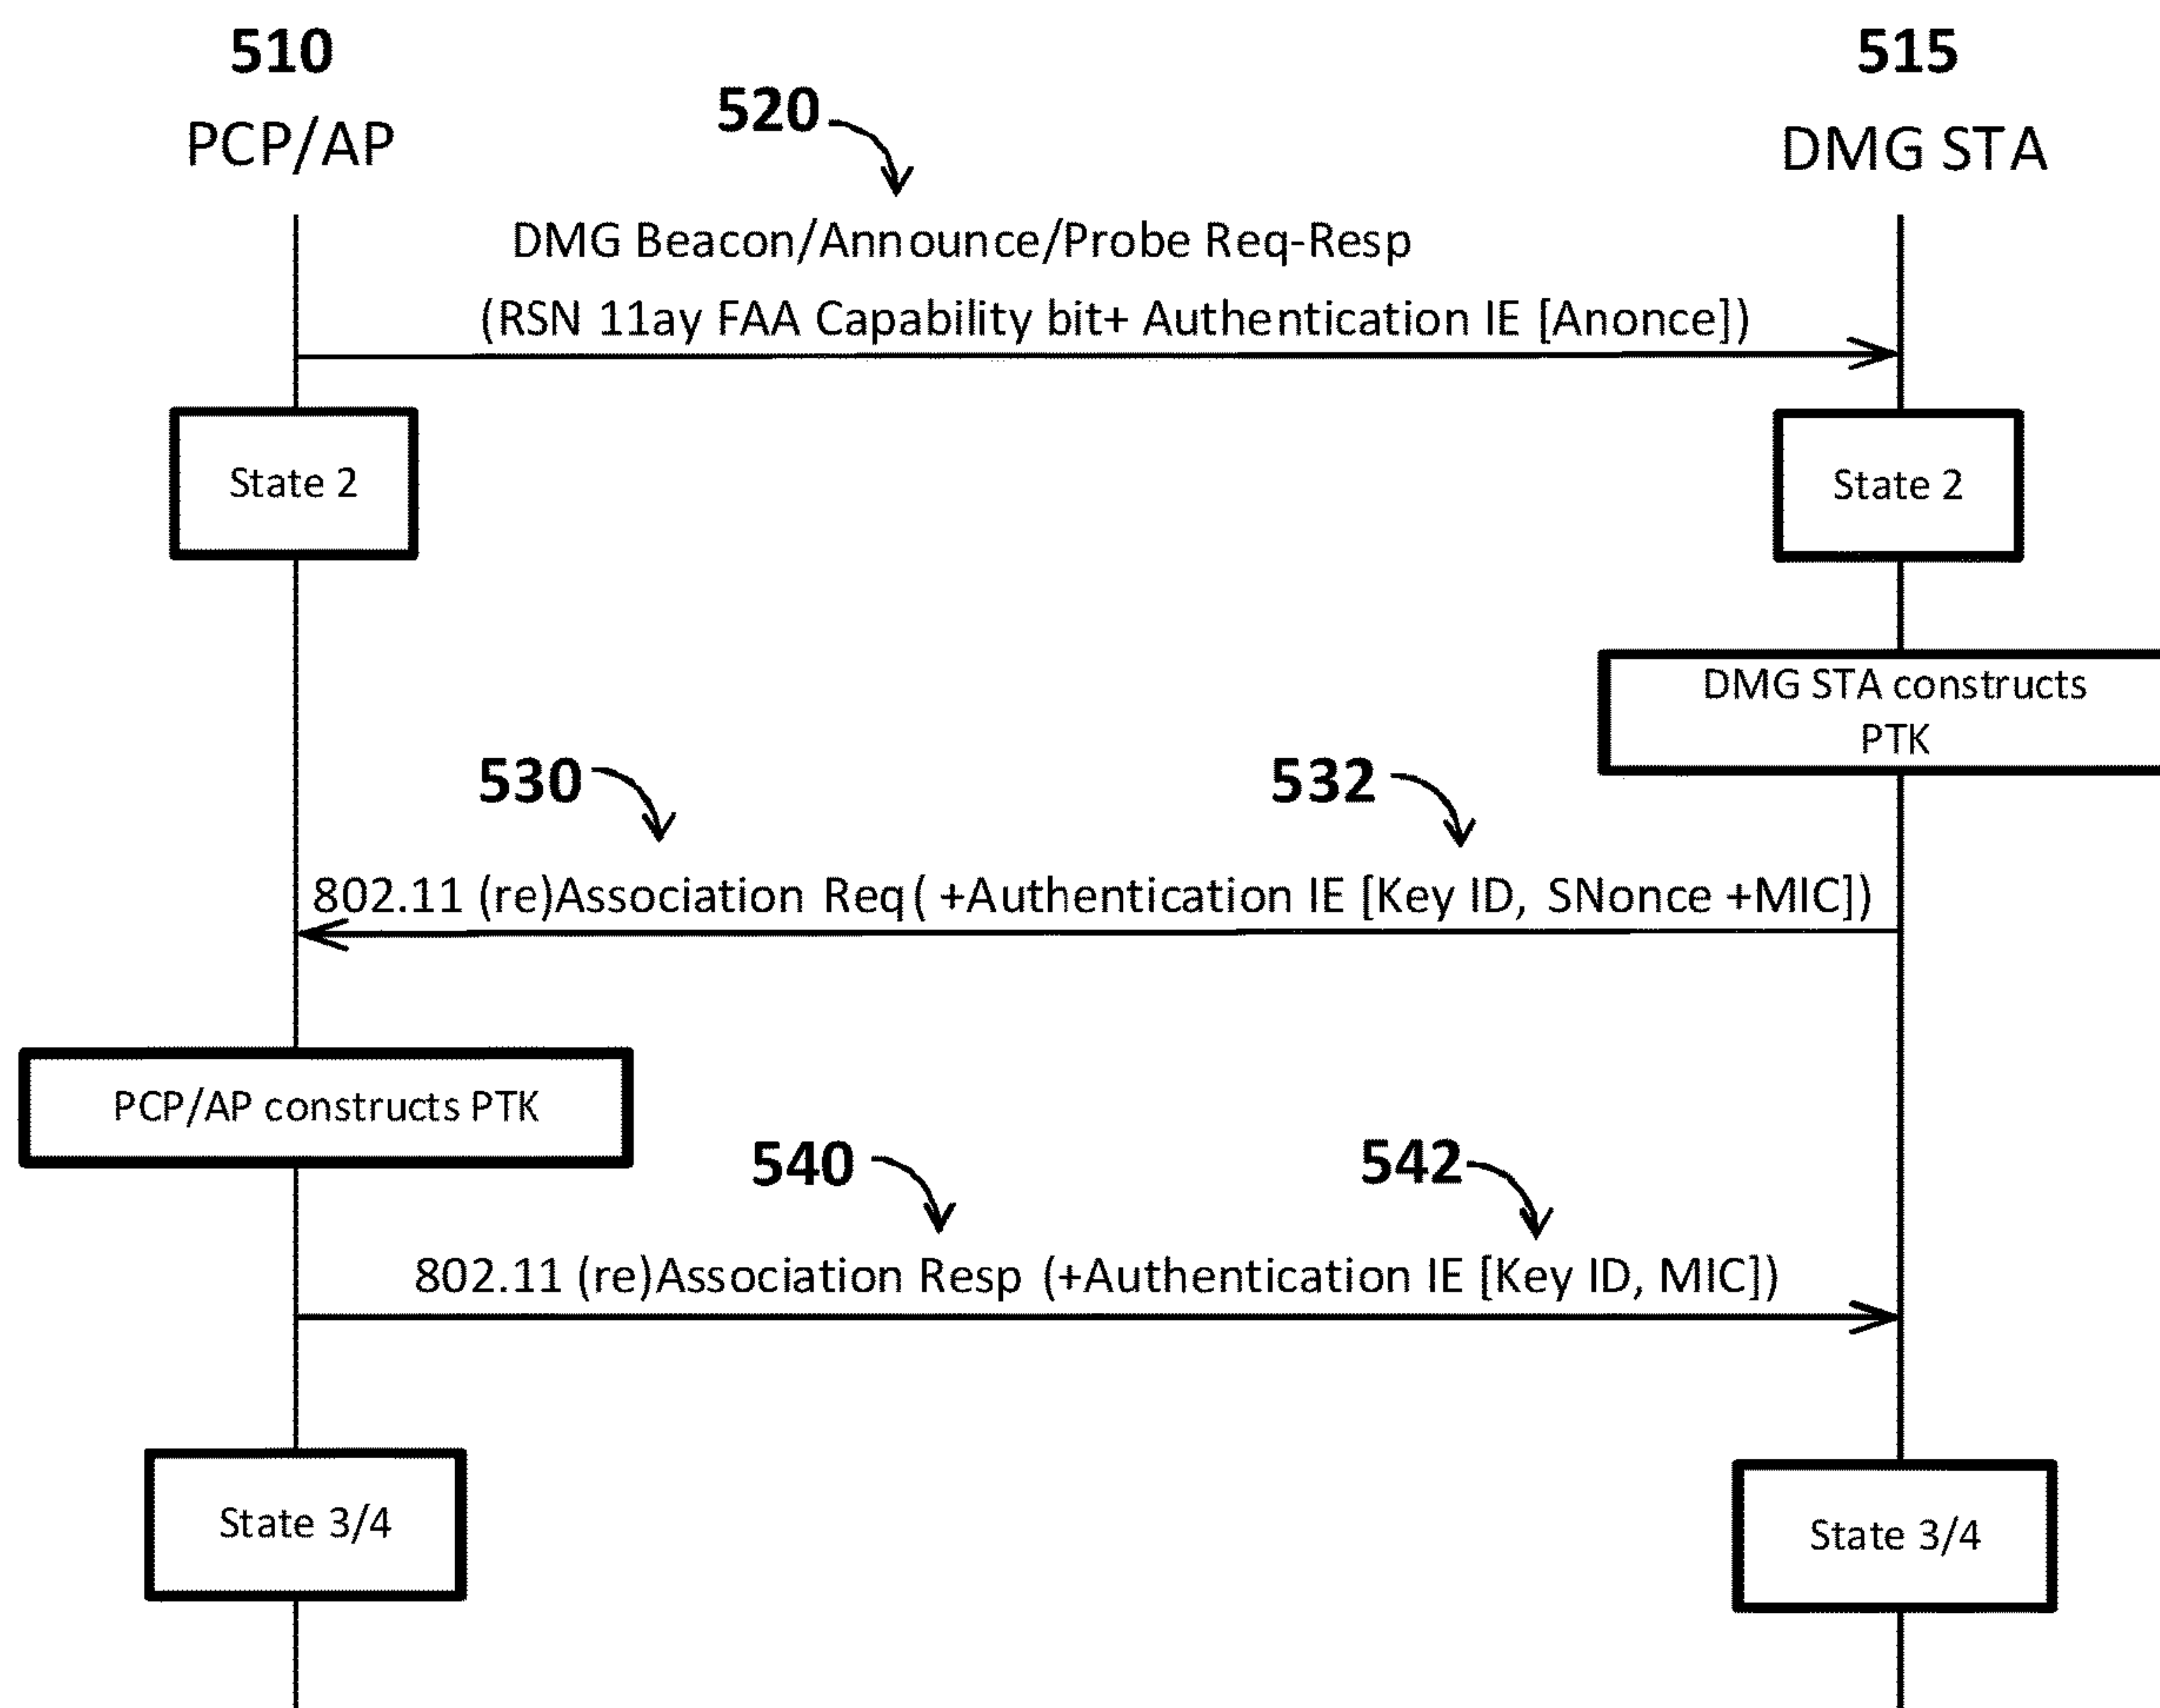 510
PCP/AP
515
DMG STA
520
DMG Beacon/Announce/Probe Req-Resp
(RSN 11ay FAA Capability bit+ Authentication IE [Anonce])
State 2
State 2
DMG STA constructs
PTK
530
532
802.11 (re)Association Req ( +Authentication IE [Key ID, SNonce +MIC])
PCP/AP constructs PTK
540
542
802.11 (re)Association Resp (+Authentication IE [Key ID, MIC])
State 3/4
State 3/4